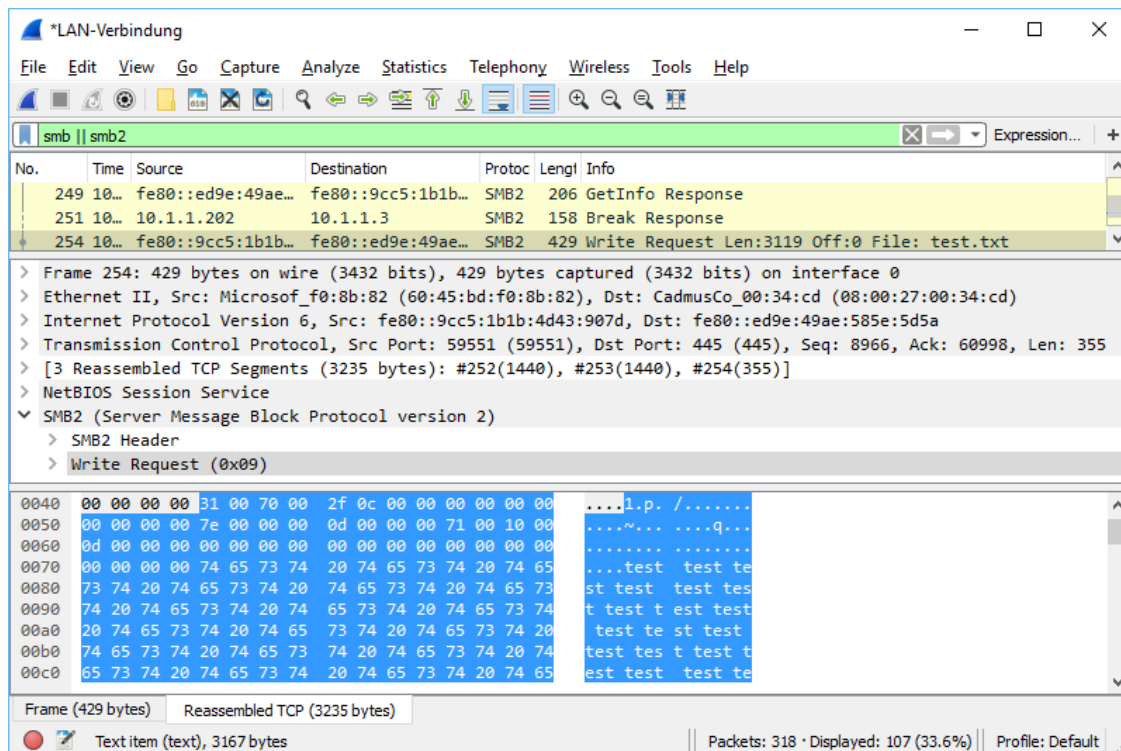 *LAN-Verbindung
File Edit View Go Capture Analyze Statistics Telephony Wireless Tools Help
smb || smb2 Expression... +
No. Time Source Destination Protoc Lengt Info
249 10... fe80::ed9e:49ae... fe80::9cc5:1b1b... SMB2 206 GetInfo Response
251 10... 10.1.1.202 10.1.1.3 SMB2 158 Break Response
254 10... fe80::9cc5:1b1b... fe80::ed9e:49ae... SMB2 429 Write Request Len:3119 Off:0 File: test.txt
> Frame 254: 429 bytes on wire (3432 bits), 429 bytes captured (3432 bits) on interface 0
> Ethernet II, Src: Microsof_f0:8b:82 (60:45:bd:f0:8b:82), Dst: CadmusCo_00:34:cd (08:00:27:00:34:cd)
> Internet Protocol Version 6, Src: fe80::9cc5:1b1b:4d43:907d, Dst: fe80::ed9e:49ae:585e:5d5a
> Transmission Control Protocol, Src Port: 59551 (59551), Dst Port: 445 (445), Seq: 8966, Ack: 60998, Len: 355
> [3 Reassembled TCP Segments (3235 bytes): #252(1440), #253(1440), #254(355)]
> NetBIOS Session Service
SMB2 (Server Message Block Protocol version 2)
> SMB2 Header
> Write Request (0x09)
0040 00 00 00 00 31 00 70 00 2f 0c 00 00 00 00 00 00 ....1.p. /.......
0050 00 00 00 00 7e 00 00 00 0d 00 00 00 71 00 10 00 ....~... ....q...
0060 0d 00 00 00 00 00 00 00 00 00 00 00 00 00 00 00 ........ ........
0070 00 00 00 00 74 65 73 74 20 74 65 73 74 20 74 65 ....test test te
0080 73 74 20 74 65 73 74 20 74 65 73 74 20 74 65 73 st test test tes
0090 74 20 74 65 73 74 20 74 65 73 74 20 74 65 73 74 t test t est test
00a0 20 74 65 73 74 20 74 65 73 74 20 74 65 73 74 20 test te st test
00b0 74 65 73 74 20 74 65 73 74 20 74 65 73 74 20 74 test tes t test t
00c0 65 73 74 20 74 65 73 74 20 74 65 73 74 20 74 65 est test test te
Frame (429 bytes) Reassembled TCP (3235 bytes)
Text item (text), 3167 bytes Packets: 318 · Displayed: 107 (33.6%) Profile: Default